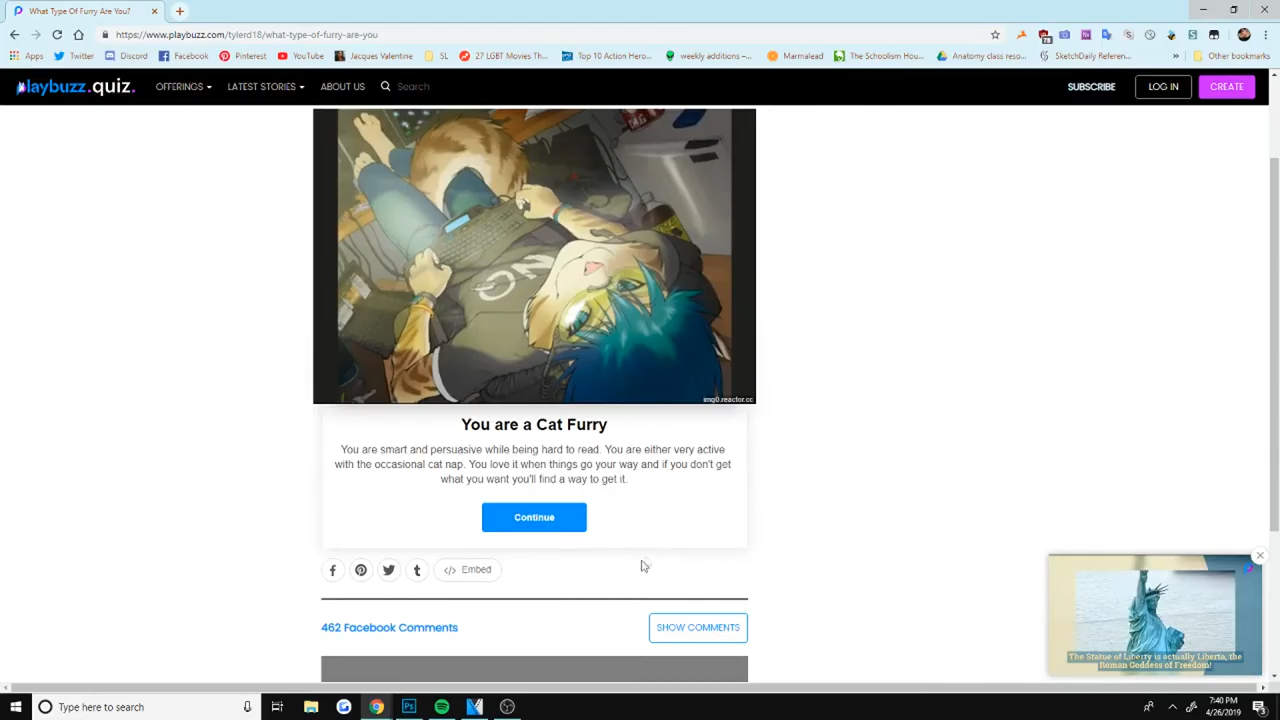 What Type Of Furry Are You?
https://www.playbuzz.com/tylerd18/what-type-of-furry-are-you
Apps Twitter Discord Facebook Pinterest YouTube Jacques Valentine SL 27 LGBT Movies Th... Top 10 Action Hero... weekly additions –... Marmalead The Schoolism Hou... Anatomy class reso... SketchDaily Referen... » Other bookmarks
playbuzz.quiz. OFFERINGS LATEST STORIES ABOUT US Search SUBSCRIBE LOG IN CREATE
img0.reactor.cc
You are a Cat Furry
You are smart and persuasive while being hard to read. You are either very active
with the occasional cat nap. You love it when things go your way and if you don't get
what you want you'll find a way to get it.
Continue
</> Embed
462 Facebook Comments SHOW COMMENTS
The Statue of Liberty is actually Liberta, the
Roman Goddess of Freedom!
Type here to search
7:40 PM
4/26/2019